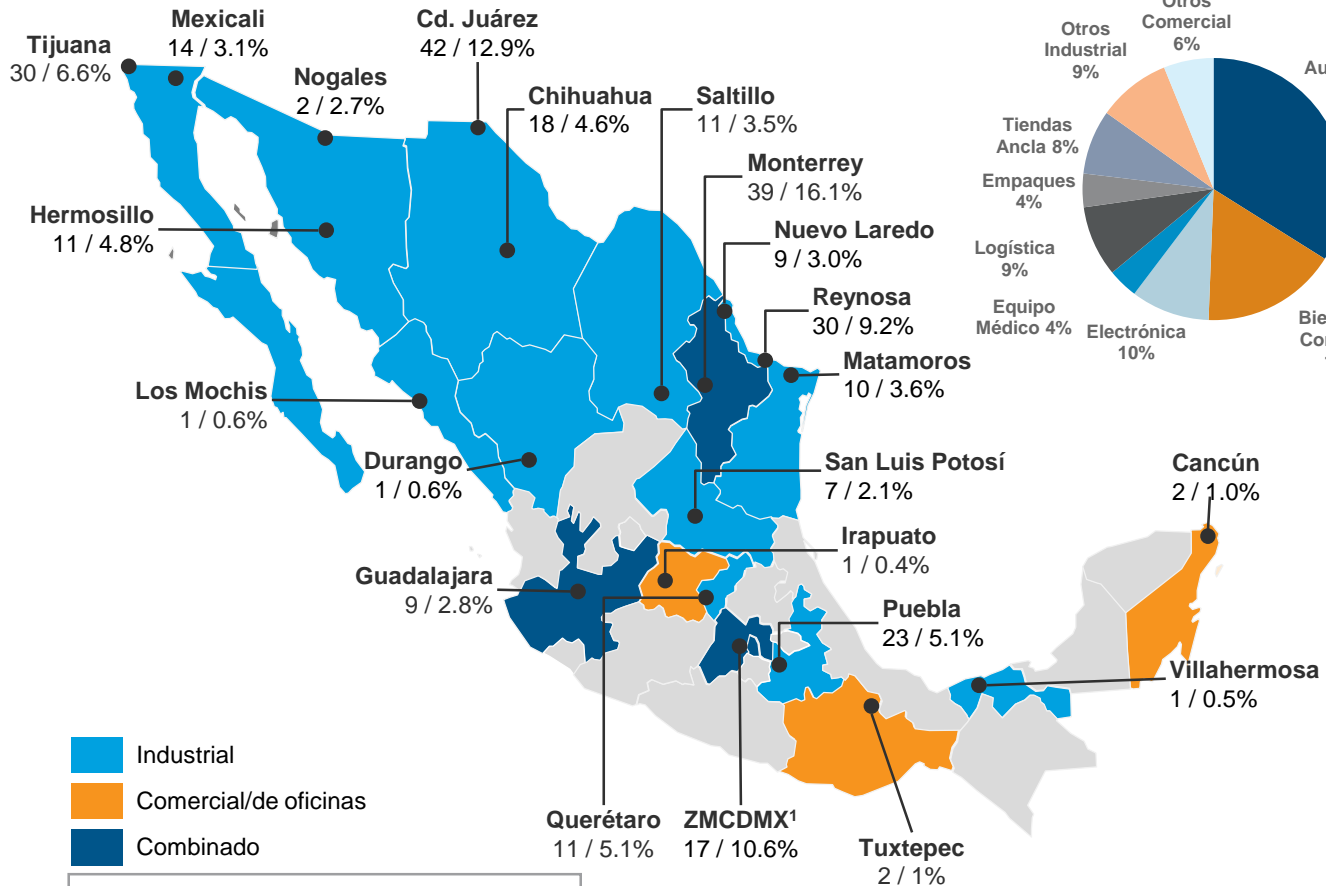 Mexicali
14 / 3.1%
Cd. Juárez
42 / 12.9%
Tijuana
30 / 6.6%
Nogales
2 / 2.7%
Chihuahua
18 / 4.6%
Saltillo
11 / 3.5%
Monterrey
39 / 16.1%
Hermosillo
11 / 4.8%
Nuevo Laredo
9 / 3.0%
Reynosa
30 / 9.2%
Matamoros
10 / 3.6%
Los Mochis
1 / 0.6%
Durango
1 / 0.6%
San Luis Potosí
7 / 2.1%
Cancún
2 / 1.0%
Irapuato
1 / 0.4%
Guadalajara
9 / 2.8%
Puebla
23 / 5.1%
Villahermosa
1 / 0.5%
Querétaro
11 / 5.1%
ZMCDMX¹
17 / 10.6%
Tuxtepec
2 / 1%
Industrial
Comercial/de oficinas
Combinado
Otros
Comercial
6%
Otros
Industrial
9%
Tiendas
Ancla 8%
Empaques
4%
Logística
9%
Equipo
Médico 4%
Electrónica
10%
Au
Bie
Co